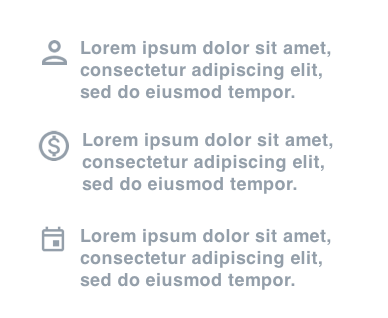 Lorem ipsum dolor sit amet,
consectetur adipiscing elit,
sed do eiusmod tempor.
Lorem ipsum dolor sit amet,
consectetur adipiscing elit,
sed do eiusmod tempor.
Lorem ipsum dolor sit amet,
consectetur adipiscing elit,
sed do eiusmod tempor.